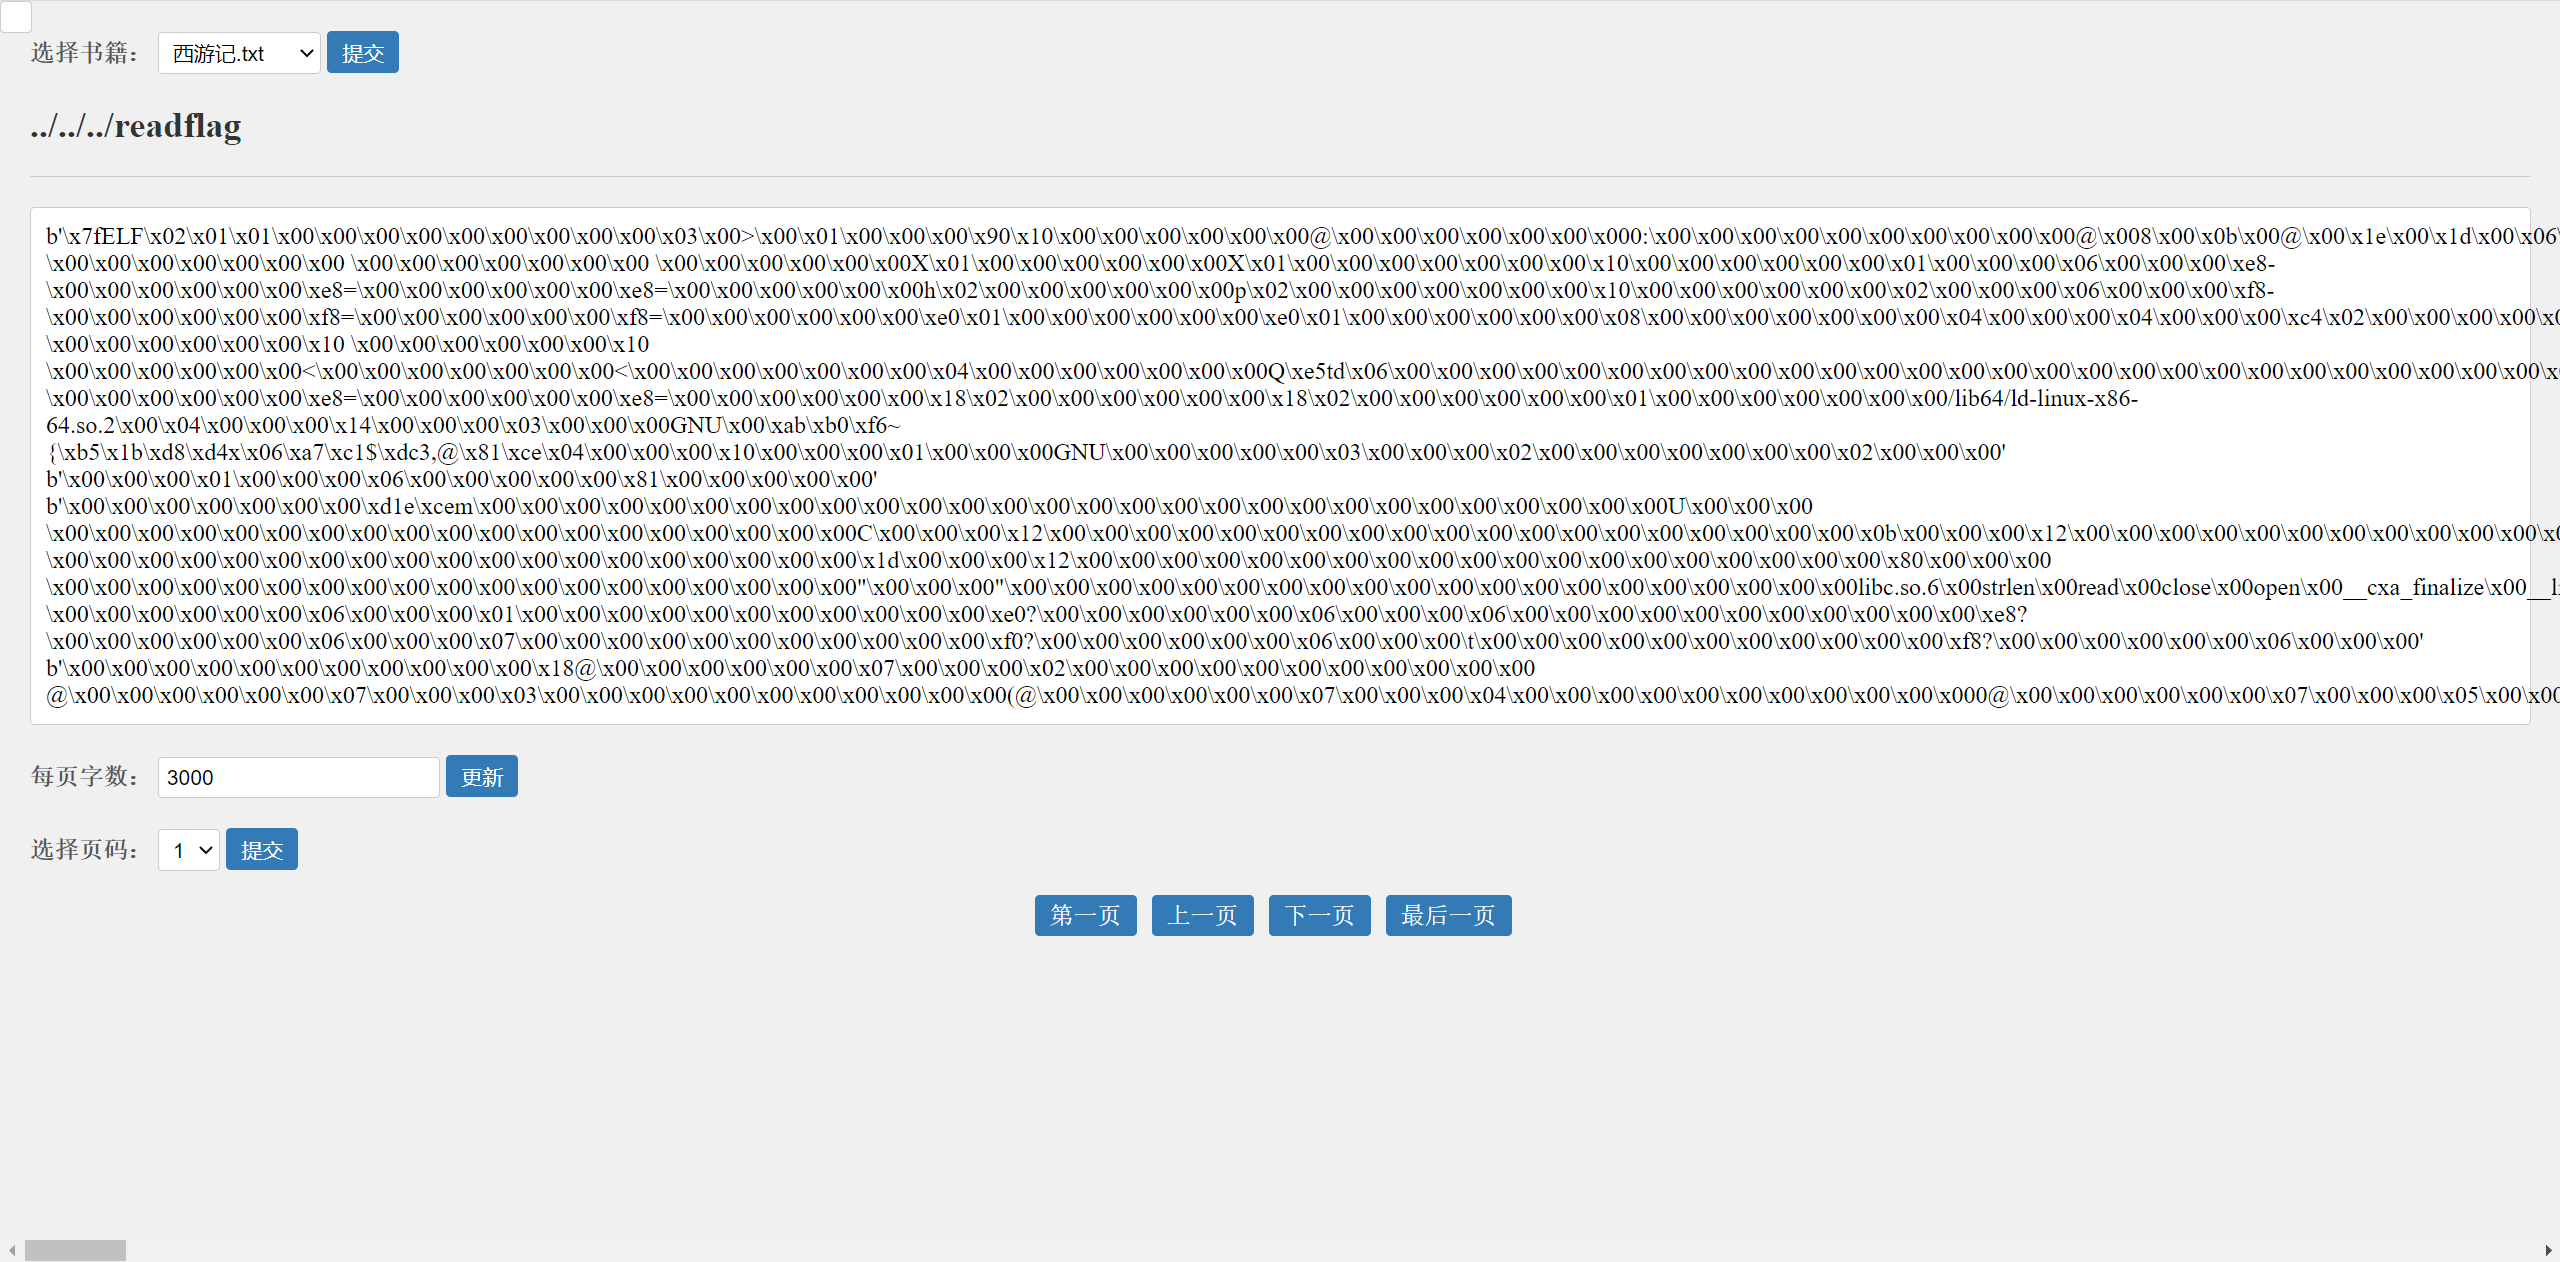 选择书籍： 西游记.txt 提交
../../../readflag
b'\x7fELF\x02\x01\x01\x00\x00\x00\x00\x00\x00\x00\x00\x00\x03\x00>\x00\x01\x00\x00\x00\x90\x10\x00\x00\x00\x00\x00\x00@\x00\x00\x00\x00\x00\x00\x000:\x00\x00\x00\x00\x00\x00\x00\x00\x00\x00@\x008\x00\x0b\x00@\x00\x1e\x00\x1d\x00\x06\
\x00\x00\x00\x00\x00\x00\x00 \x00\x00\x00\x00\x00\x00\x00 \x00\x00\x00\x00\x00\x00X\x01\x00\x00\x00\x00\x00\x00X\x01\x00\x00\x00\x00\x00\x00\x00\x10\x00\x00\x00\x00\x00\x00\x01\x00\x00\x00\x06\x00\x00\x00\xe8-
\x00\x00\x00\x00\x00\x00\xe8=\x00\x00\x00\x00\x00\x00\xe8=\x00\x00\x00\x00\x00\x00h\x02\x00\x00\x00\x00\x00\x00p\x02\x00\x00\x00\x00\x00\x00\x00\x10\x00\x00\x00\x00\x00\x00\x02\x00\x00\x00\x06\x00\x00\x00\xf8-
\x00\x00\x00\x00\x00\x00\xf8=\x00\x00\x00\x00\x00\x00\xf8=\x00\x00\x00\x00\x00\x00\xe0\x01\x00\x00\x00\x00\x00\x00\xe0\x01\x00\x00\x00\x00\x00\x00\x08\x00\x00\x00\x00\x00\x00\x00\x04\x00\x00\x00\x04\x00\x00\x00\xc4\x02\x00\x00\x00\x00\x0
\x00\x00\x00\x00\x00\x00\x10 \x00\x00\x00\x00\x00\x00\x10
\x00\x00\x00\x00\x00\x00<\x00\x00\x00\x00\x00\x00\x00<\x00\x00\x00\x00\x00\x00\x00\x04\x00\x00\x00\x00\x00\x00\x00Q\xe5td\x06\x00\x00\x00\x00\x00\x00\x00\x00\x00\x00\x00\x00\x00\x00\x00\x00\x00\x00\x00\x00\x00\x00\x00\x00\x00\x00\x00\x
\x00\x00\x00\x00\x00\x00\xe8=\x00\x00\x00\x00\x00\x00\xe8=\x00\x00\x00\x00\x00\x00\x18\x02\x00\x00\x00\x00\x00\x00\x18\x02\x00\x00\x00\x00\x00\x00\x01\x00\x00\x00\x00\x00\x00\x00/lib64/ld-linux-x86-
64.so.2\x00\x04\x00\x00\x00\x14\x00\x00\x00\x03\x00\x00\x00GNU\x00\xab\xb0\xf6~
{\xb5\x1b\xd8\xd4x\x06\xa7\xc1$\xdc3,@\x81\xce\x04\x00\x00\x00\x10\x00\x00\x00\x01\x00\x00\x00GNU\x00\x00\x00\x00\x00\x03\x00\x00\x00\x02\x00\x00\x00\x00\x00\x00\x00\x02\x00\x00\x00'
b'\x00\x00\x00\x01\x00\x00\x00\x06\x00\x00\x00\x00\x00\x81\x00\x00\x00\x00\x00'
b'\x00\x00\x00\x00\x00\x00\x00\xd1e\xcem\x00\x00\x00\x00\x00\x00\x00\x00\x00\x00\x00\x00\x00\x00\x00\x00\x00\x00\x00\x00\x00\x00\x00\x00\x00\x00\x00\x00U\x00\x00\x00
\x00\x00\x00\x00\x00\x00\x00\x00\x00\x00\x00\x00\x00\x00\x00\x00\x00\x00\x00C\x00\x00\x00\x12\x00\x00\x00\x00\x00\x00\x00\x00\x00\x00\x00\x00\x00\x00\x00\x00\x00\x00\x00\x0b\x00\x00\x00\x12\x00\x00\x00\x00\x00\x00\x00\x00\x00\x00\x00\x0
\x00\x00\x00\x00\x00\x00\x00\x00\x00\x00\x00\x00\x00\x00\x00\x00\x00\x00\x00\x1d\x00\x00\x00\x12\x00\x00\x00\x00\x00\x00\x00\x00\x00\x00\x00\x00\x00\x00\x00\x00\x00\x00\x00\x80\x00\x00\x00
\x00\x00\x00\x00\x00\x00\x00\x00\x00\x00\x00\x00\x00\x00\x00\x00\x00\x00\x00"\x00\x00\x00"\x00\x00\x00\x00\x00\x00\x00\x00\x00\x00\x00\x00\x00\x00\x00\x00\x00\x00\x00\x00libc.so.6\x00strlen\x00read\x00close\x00open\x00__cxa_finalize\x00__li
\x00\x00\x00\x00\x00\x00\x06\x00\x00\x00\x01\x00\x00\x00\x00\x00\x00\x00\x00\x00\x00\x00\xe0?\x00\x00\x00\x00\x00\x00\x06\x00\x00\x00\x06\x00\x00\x00\x00\x00\x00\x00\x00\x00\x00\x00\xe8?
\x00\x00\x00\x00\x00\x00\x06\x00\x00\x00\x07\x00\x00\x00\x00\x00\x00\x00\x00\x00\x00\x00\xf0?\x00\x00\x00\x00\x00\x00\x06\x00\x00\x00\t\x00\x00\x00\x00\x00\x00\x00\x00\x00\x00\x00\xf8?\x00\x00\x00\x00\x00\x00\x06\x00\x00\x00'
b'\x00\x00\x00\x00\x00\x00\x00\x00\x00\x00\x00\x18@\x00\x00\x00\x00\x00\x00\x07\x00\x00\x00\x02\x00\x00\x00\x00\x00\x00\x00\x00\x00\x00\x00
@\x00\x00\x00\x00\x00\x00\x07\x00\x00\x00\x03\x00\x00\x00\x00\x00\x00\x00\x00\x00\x00\x00(@\x00\x00\x00\x00\x00\x00\x07\x00\x00\x00\x04\x00\x00\x00\x00\x00\x00\x00\x00\x00\x00\x000@\x00\x00\x00\x00\x00\x00\x07\x00\x00\x00\x05\x00\x00
每页字数： 3000 更新
选择页码： 1 提交
第一页 上一页 下一页 最后一页